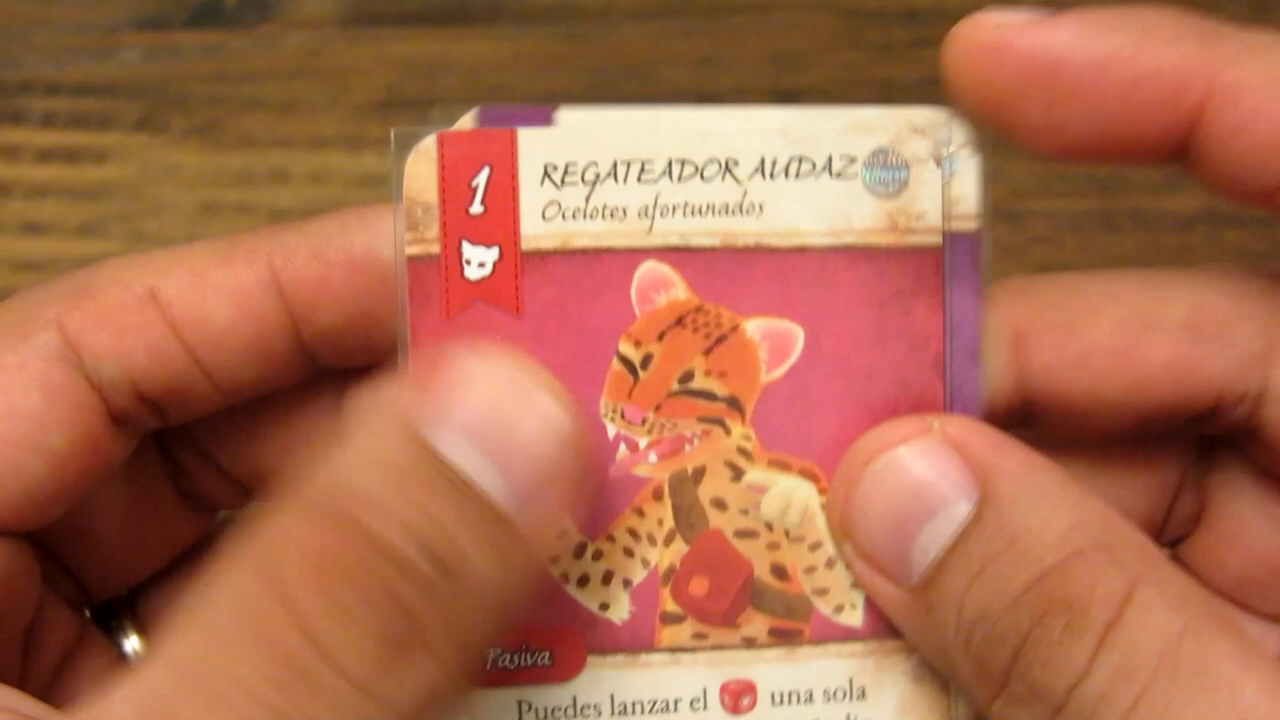 1
REGATEADOR AUDAZ
Ocelotes afortunados
Pasiva
Puedes lanzar el una sola